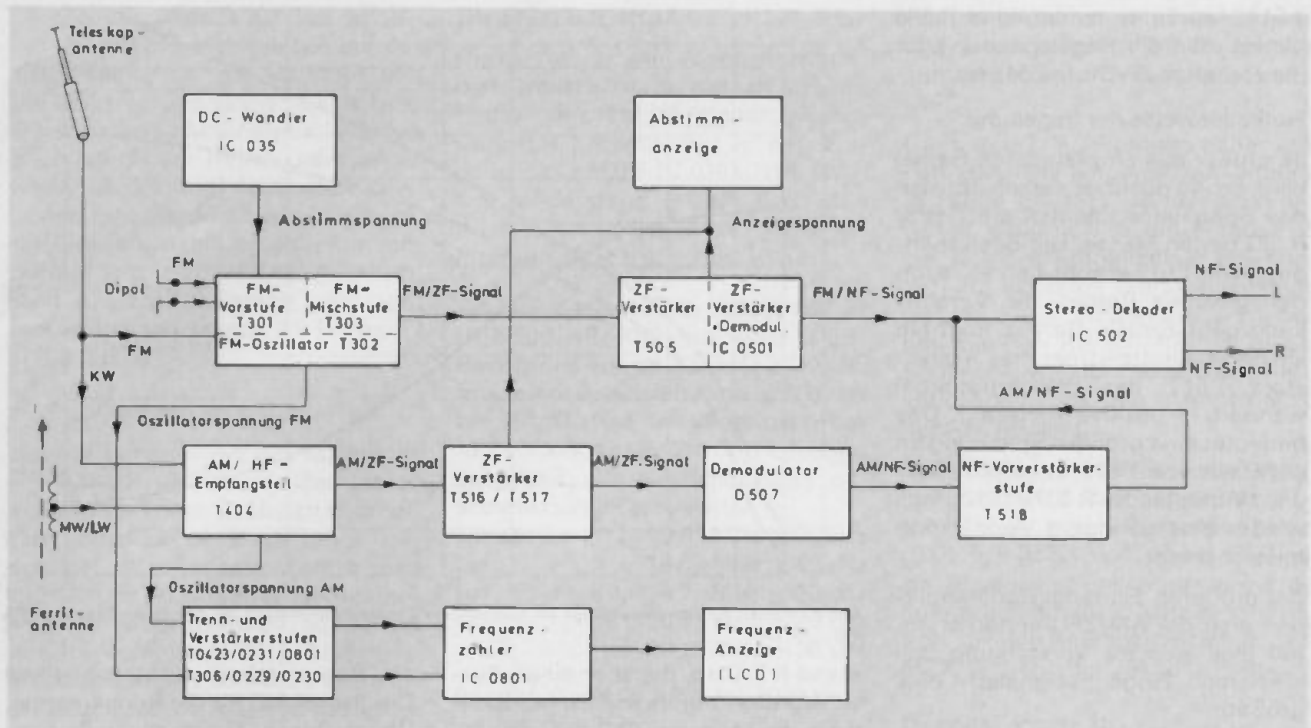 Teleskop-
antenne
DC - Wandler
IC 035
Abstimm -
anzeige
Abstimmspannung
Anzeigespannung
FM
Dipol
FM
FM-
Vorstufe
T301
FM-
Mischstufe
T303
FM-Oszillator T302
FM/ZF-Signal
ZF-
Verstärker
T505
ZF-
Verstärker
+Demodul.
IC 0501
FM/NF-Signal
Stereo-Dekoder
IC 502
NF-Signal
L
R
NF-Signal
KW
Oszillatorspannung FM
AM/NF-Signal
AM/ HF-
Empfangsteil
T404
AM/ZF-Signal
ZF-
Verstärker
T516 / T517
AM/ZF-Signal
Demodulator
D507
AM/NF-Signal
NF-Vorverstärker-
stufe
T518
MW/LW
Ferrit-
antenne
Oszillatorspannung AM
Trenn- und
Verstärkerstufen
T0423/0231/0801
T306/0229/0230
Frequenz-
zähler
IC 0801
Frequenz-
Anzeige
(LCD)